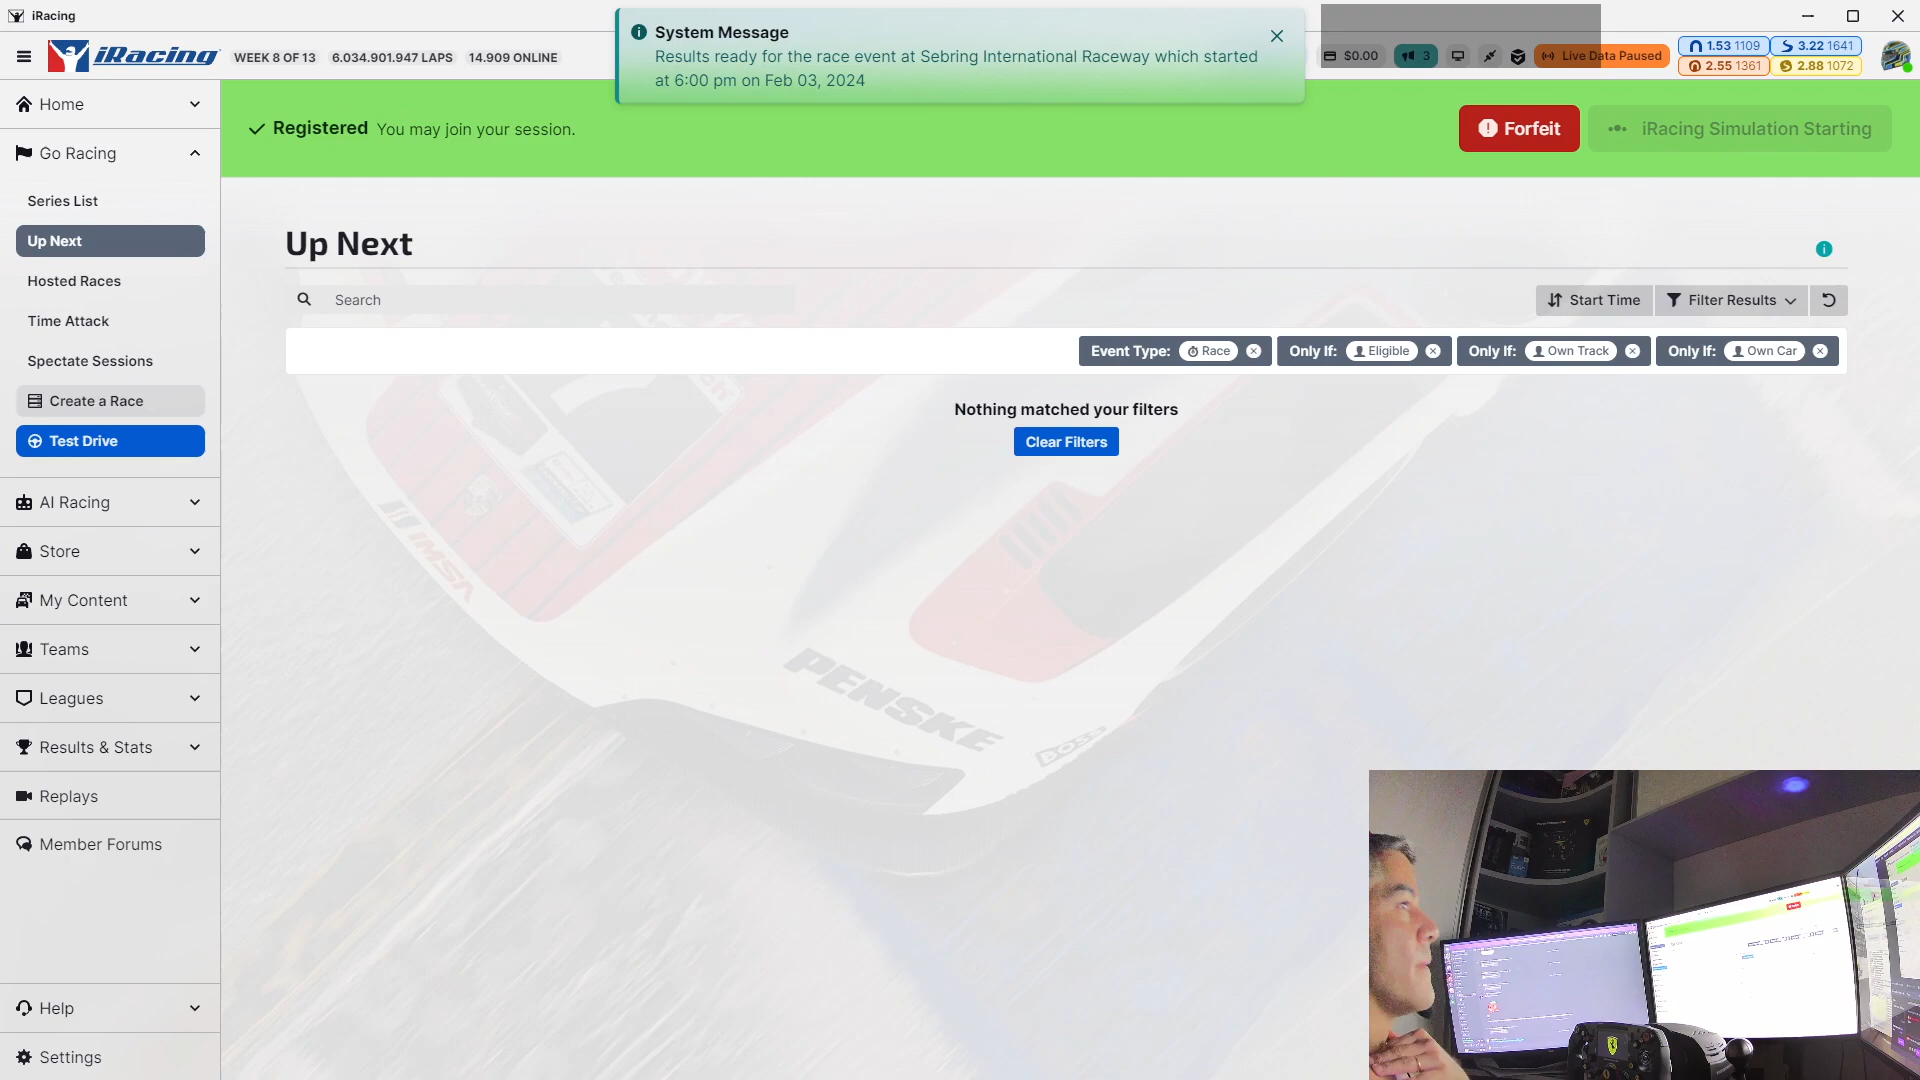 iRacing
iRacing
WEEK 8 OF 13
6.034.901.947 LAPS
14.909 ONLINE
System Message
Results ready for the race event at Sebring International Raceway which started
at 6:00 pm on Feb 03, 2024
$0.00
3
Live Data Paused
1.53 1109
3.22 1641
2.55 1361
2.88 1072
Registered You may join your session.
Forfeit
iRacing Simulation Starting
Home
Go Racing
Series List
Up Next
Hosted Races
Time Attack
Spectate Sessions
Create a Race
Test Drive
AI Racing
Store
My Content
Teams
Leagues
Results & Stats
Replays
Member Forums
Help
Settings
Up Next
Search
Start Time
Filter Results
Event Type: Race
Only If: Eligible
Only If: Own Track
Only If: Own Car
Nothing matched your filters
Clear Filters
IMSA
PENSKE
BOSS